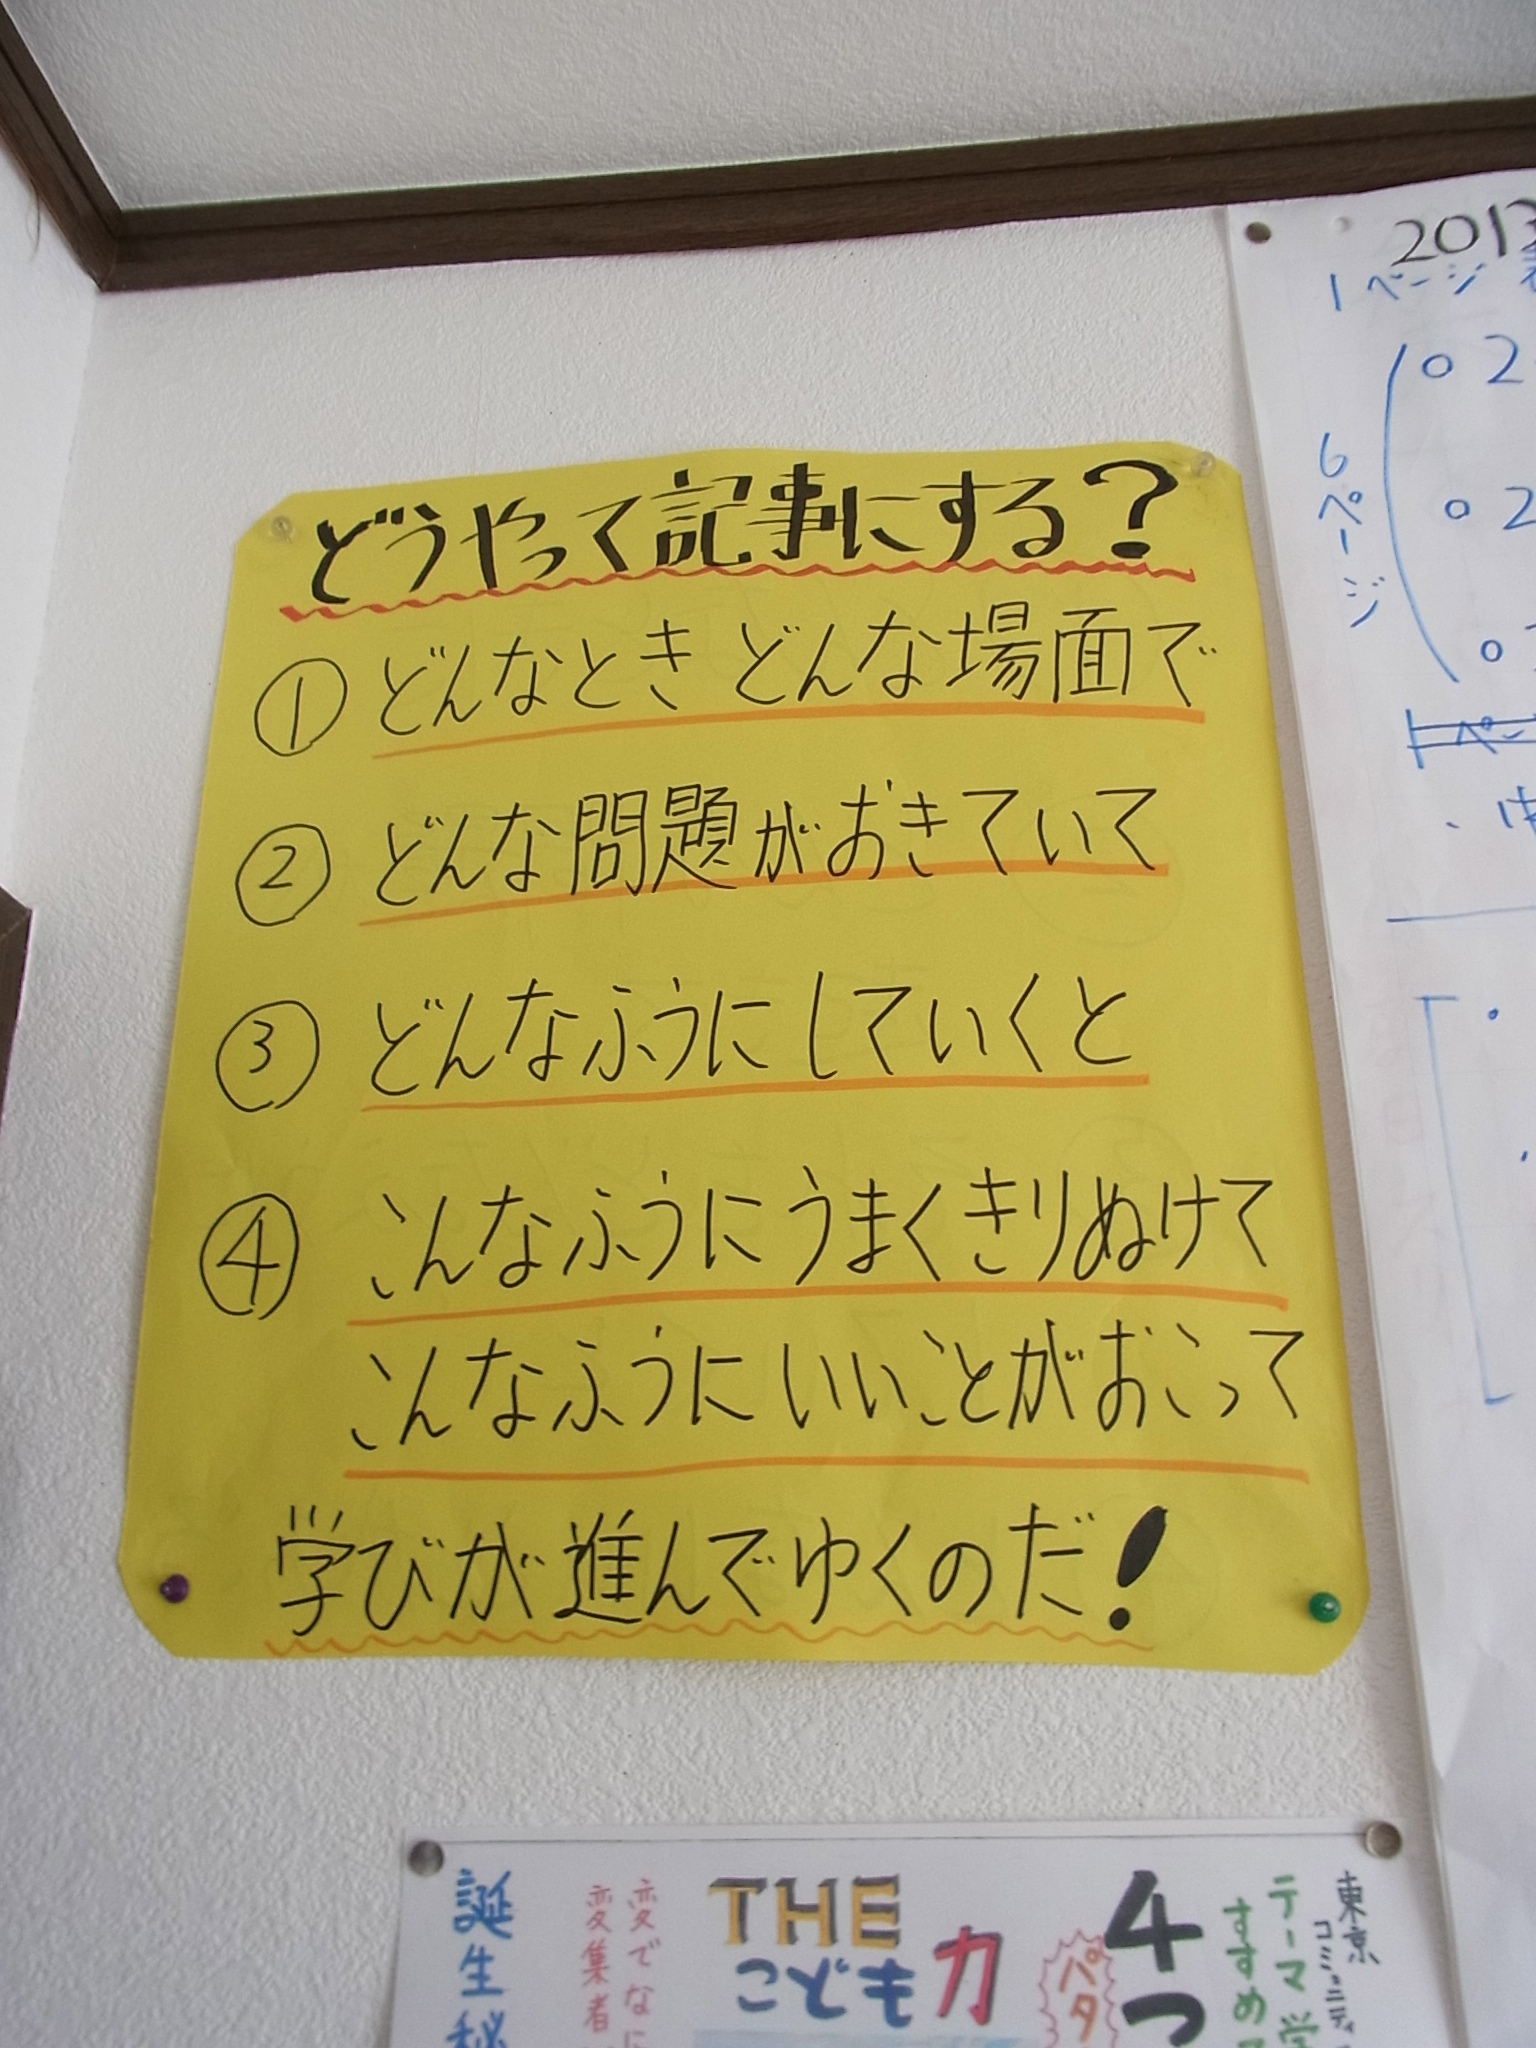 どうやって記事にする?
① どんなとき どんな場面で
② どんな問題がおきていて
③ どんなふうにしていくと
④ こんなふうにうまくきりぬけて
こんなふうにいいことがおこって
学びが進んでゆくのだ!
2013
1ページ
6ページ
○ 2
○ 2
○
東京コミュニティ
テーマ学
すすめ
4つ
パタ
THE
こども力
変でなに
変集者
誕生秘